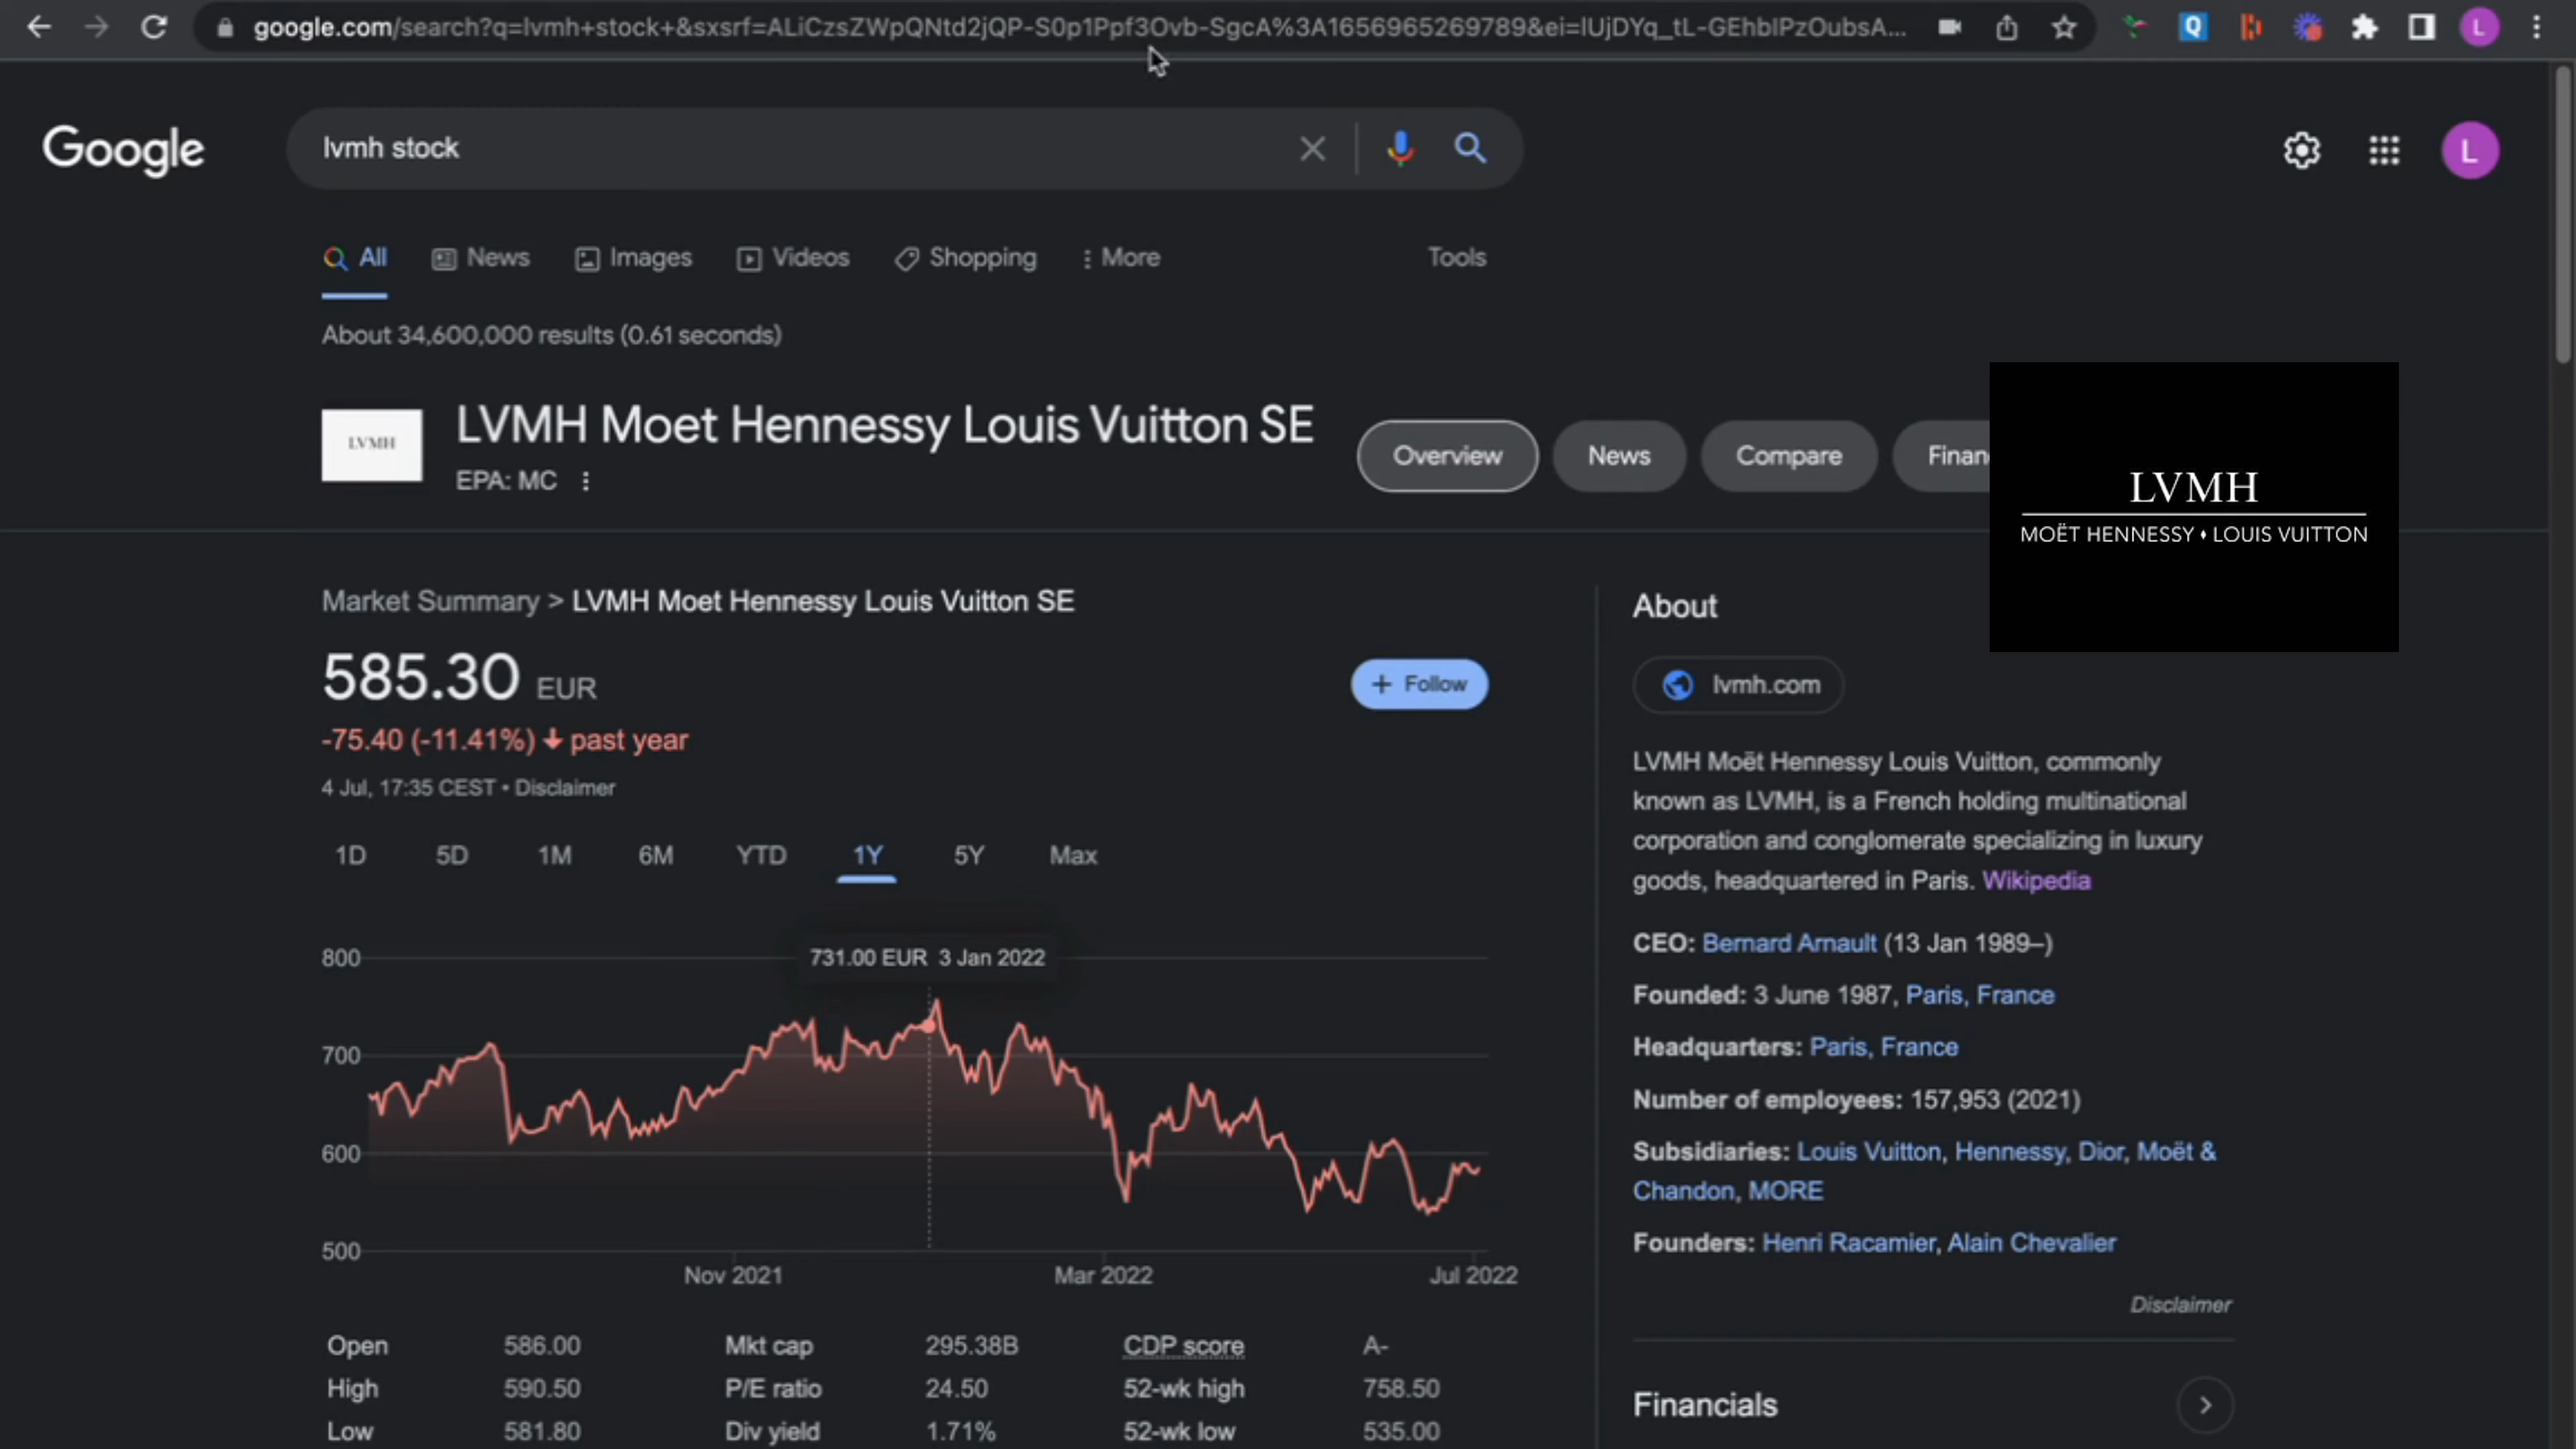 google.com/search?q=lvmh+stock+&sxsrf=ALiCzsZWpQNtd2jQP-S0p1Ppf3Ovb-SgcA%3A1656965269789&ei=lUjDYq_tL-GEhbIPzOubsA...
L
Google
lvmh stock
L
All
News
Images
Videos
Shopping
More
Tools
About 34,600,000 results (0.61 seconds)
LVMH
LVMH Moet Hennessy Louis Vuitton SE
EPA: MC
Overview
News
Compare
Finan
LVMH
MOËT HENNESSY • LOUIS VUITTON
Market Summary > LVMH Moet Hennessy Louis Vuitton SE
585.30 EUR
+ Follow
-75.40 (-11.41%) ↓ past year
4 Jul, 17:35 CEST • Disclaimer
1D 5D 1M 6M YTD 1Y 5Y Max
731.00 EUR 3 Jan 2022
800
700
600
500
Nov 2021 Mar 2022 Jul 2022
Open 586.00 Mkt cap 295.38B CDP score A-
High 590.50 P/E ratio 24.50 52-wk high 758.50
Low 581.80 Div yield 1.71% 52-wk low 535.00
About
lvmh.com
LVMH Moët Hennessy Louis Vuitton, commonly
known as LVMH, is a French holding multinational
corporation and conglomerate specializing in luxury
goods, headquartered in Paris. Wikipedia
CEO: Bernard Arnault (13 Jan 1989–)
Founded: 3 June 1987, Paris, France
Headquarters: Paris, France
Number of employees: 157,953 (2021)
Subsidiaries: Louis Vuitton, Hennessy, Dior, Moët &
Chandon, MORE
Founders: Henri Racamier, Alain Chevalier
Disclaimer
Financials